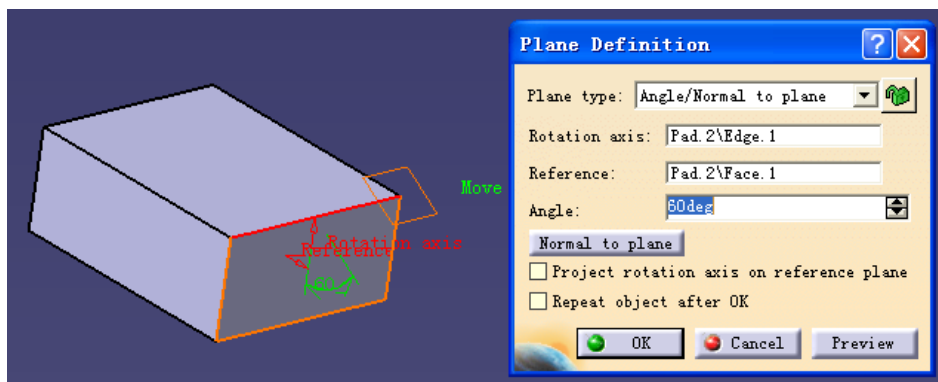 Move
Rotation axis
Reference
60
Plane Definition
Plane type: Angle/Normal to plane
Rotation axis: Pad.2\Edge.1
Reference: Pad.2\Face.1
Angle: 60deg
Normal to plane
Project rotation axis on reference plane
Repeat object after OK
OK Cancel Preview